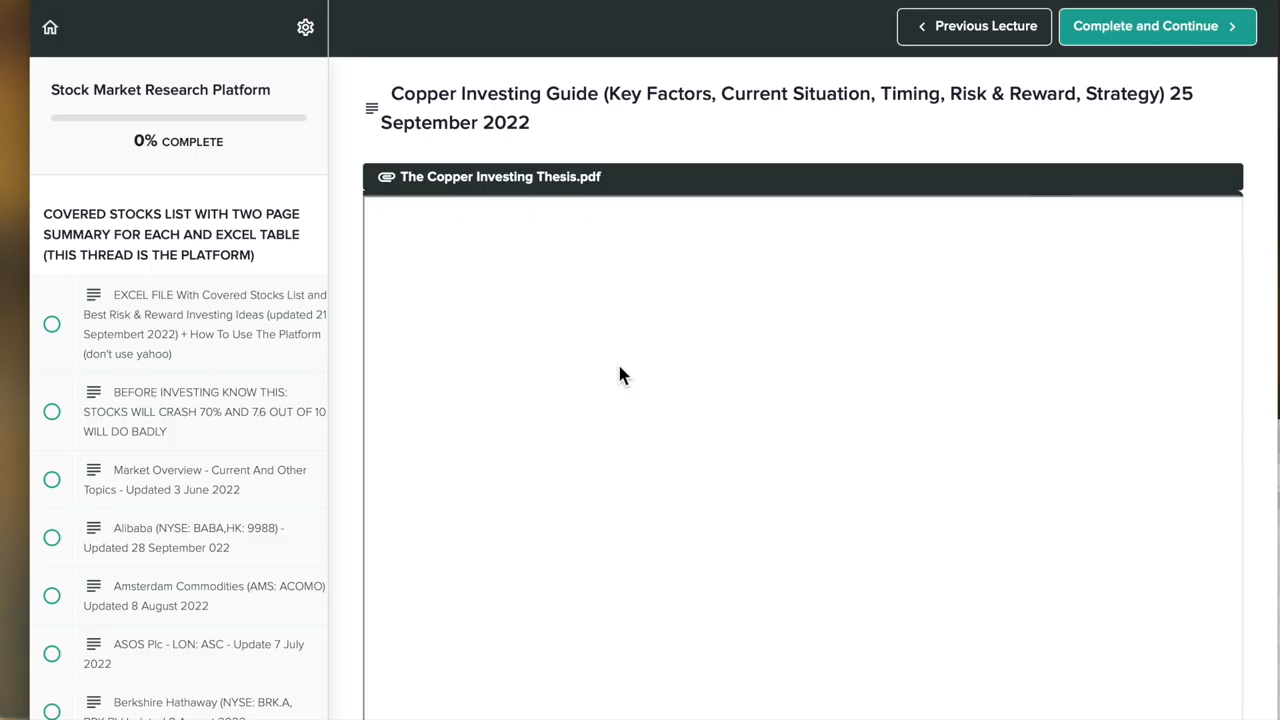 Previous Lecture
Complete and Continue
Stock Market Research Platform
0% COMPLETE
COVERED STOCKS LIST WITH TWO PAGE
SUMMARY FOR EACH AND EXCEL TABLE
(THIS THREAD IS THE PLATFORM)
EXCEL FILE With Covered Stocks List and
Best Risk & Reward Investing Ideas (updated 21
Septembert 2022) + How To Use The Platform
(don't use yahoo)
BEFORE INVESTING KNOW THIS:
STOCKS WILL CRASH 70% AND 7.6 OUT OF 10
WILL DO BADLY
Market Overview - Current And Other
Topics - Updated 3 June 2022
Alibaba (NYSE: BABA,HK: 9988) -
Updated 28 September 022
Amsterdam Commodities (AMS: ACOMO)
Updated 8 August 2022
ASOS Plc - LON: ASC - Update 7 July
2022
Berkshire Hathaway (NYSE: BRK.A,
Copper Investing Guide (Key Factors, Current Situation, Timing, Risk & Reward, Strategy) 25
September 2022
The Copper Investing Thesis.pdf